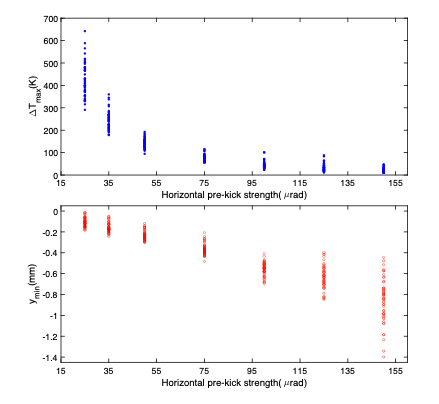 700
600
500
400
300
200
100
0
ΔT_max(K)
15 35 55 75 95 115 135 155
Horizontal pre-kick strength( μrad)
0
-0.2
-0.4
-0.6
-0.8
-1
-1.2
-1.4
y_min(mm)
15 35 55 75 95 115 135 155
Horizontal pre-kick strength( μrad)